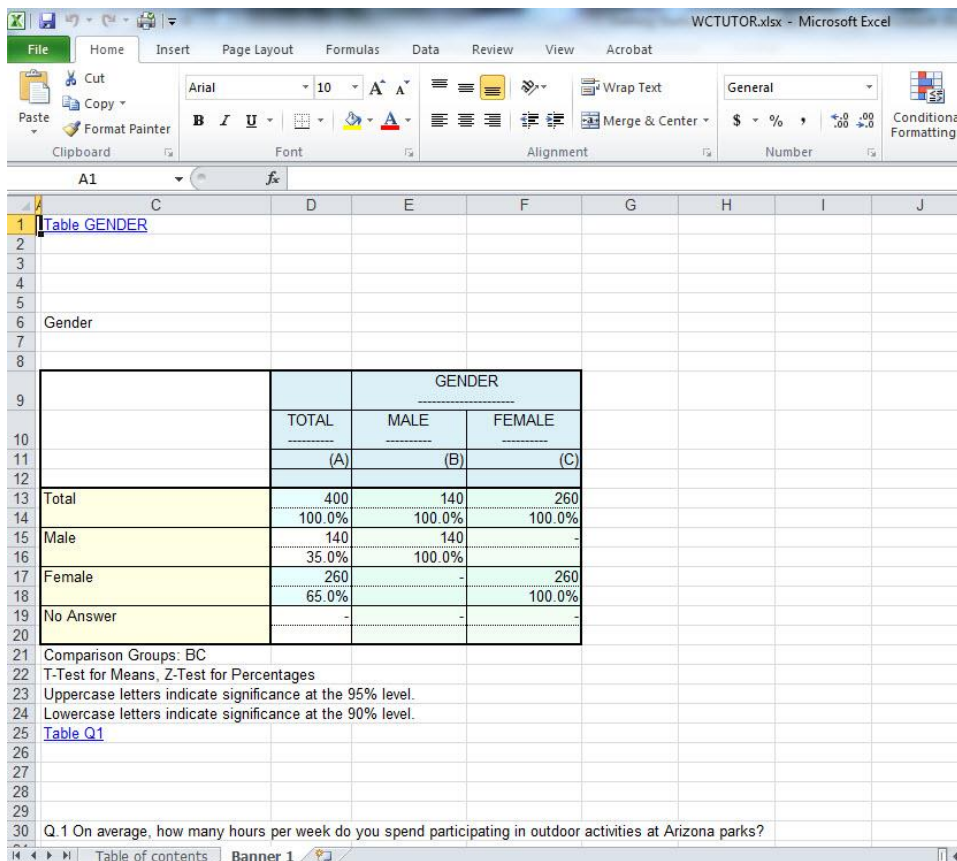 WCTUTOR.xlsx - Microsoft Excel
File Home Insert Page Layout Formulas Data Review View Acrobat
Cut
Copy
Format Painter
Paste
Arial 10 A A
B I U A
Wrap Text
Merge & Center
General
$ % , .0 .00 .00 .0
Conditiona
Formatting
Clipboard Font Alignment Number
A1 fx
A C D E F G H I J
1 Table GENDER
2
3
4
5
6 Gender
7
8
9 GENDER
----------------------
10 TOTAL MALE FEMALE
---------- ---------- ----------
11 (A) (B) (C)
12
13 Total 400 140 260
14 100.0% 100.0% 100.0%
15 Male 140 140 -
16 35.0% 100.0%
17 Female 260 - 260
18 65.0% 100.0%
19 No Answer - - -
20
21 Comparison Groups: BC
22 T-Test for Means, Z-Test for Percentages
23 Uppercase letters indicate significance at the 95% level.
24 Lowercase letters indicate significance at the 90% level.
25 Table Q1
26
27
28
29
30 Q.1 On average, how many hours per week do you spend participating in outdoor activities at Arizona parks?
Table of contents Banner 1